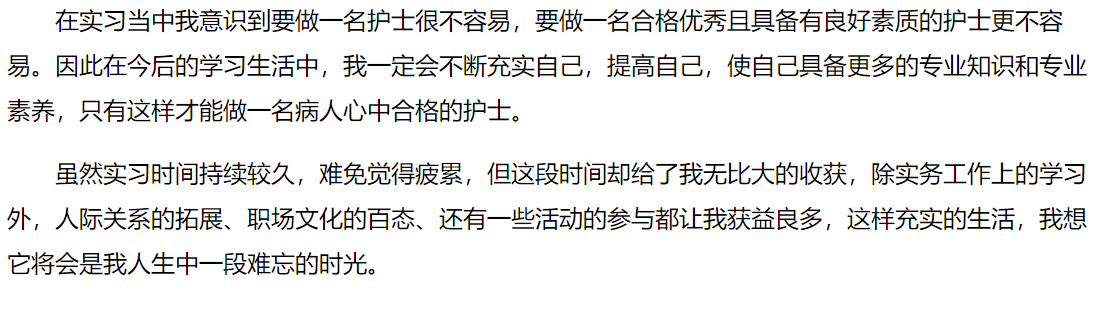 在实习当中我意识到要做一名护士很不容易，要做一名合格优秀且具备有良好素质的护士更不容
易。因此在今后的学习生活中，我一定会不断充实自己，提高自己，使自己具备更多的专业知识和专业
素养，只有这样才能做一名病人心中合格的护士。
虽然实习时间持续较久，难免觉得疲累，但这段时间却给了我无比大的收获，除实务工作上的学习
外，人际关系的拓展、职场文化的百态、还有一些活动的参与都让我获益良多，这样充实的生活，我想
它将会是我人生中一段难忘的时光。